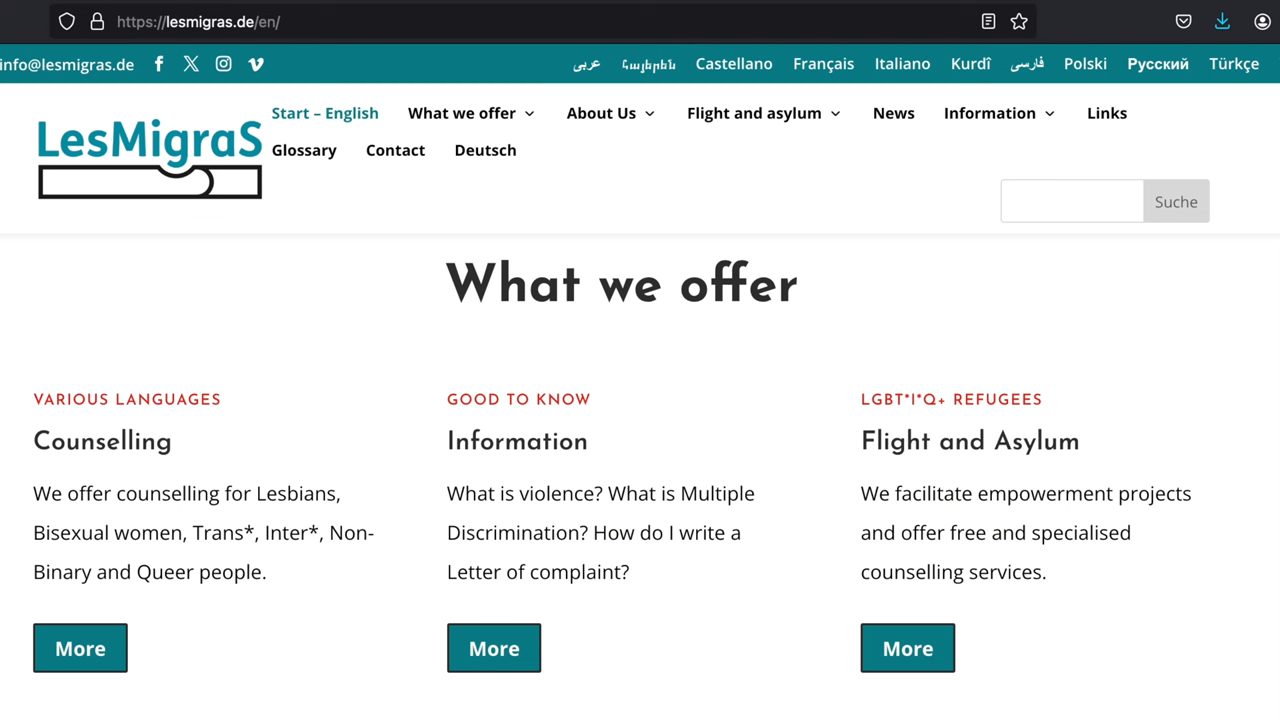 https://lesmigras.de/en/
info@lesmigras.de
عربى Հայերեն Castellano Français Italiano Kurdî فارسی Polski Русский Türkçe
LesMigraS
Start – English What we offer About Us Flight and asylum News Information Links
Glossary Contact Deutsch
Suche
What we offer
VARIOUS LANGUAGES
Counselling
We offer counselling for Lesbians,
Bisexual women, Trans*, Inter*, Non-
Binary and Queer people.
More
GOOD TO KNOW
Information
What is violence? What is Multiple
Discrimination? How do I write a
Letter of complaint?
More
LGBT*I*Q+ REFUGEES
Flight and Asylum
We facilitate empowerment projects
and offer free and specialised
counselling services.
More